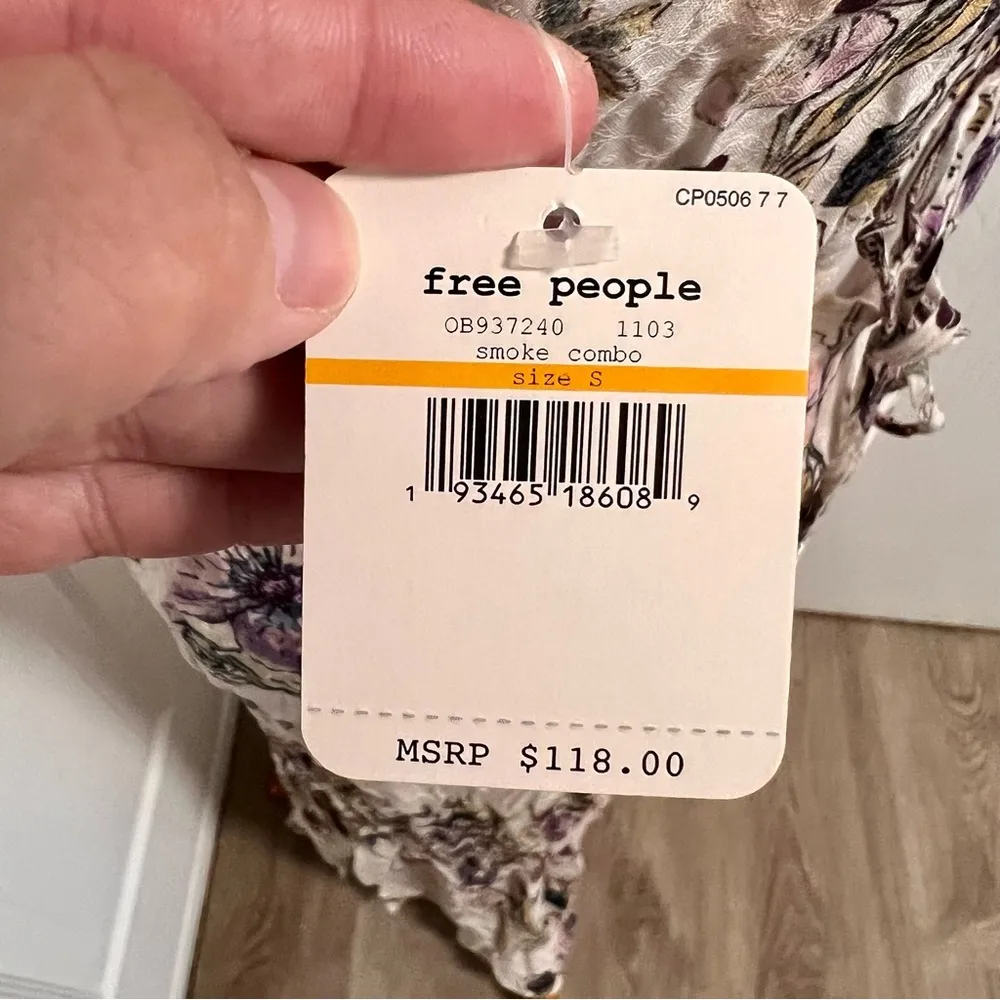 CP0506 7 7
free people
OB937240 1103
smoke combo
size S
1 93465 18608 9
MSRP $118.00